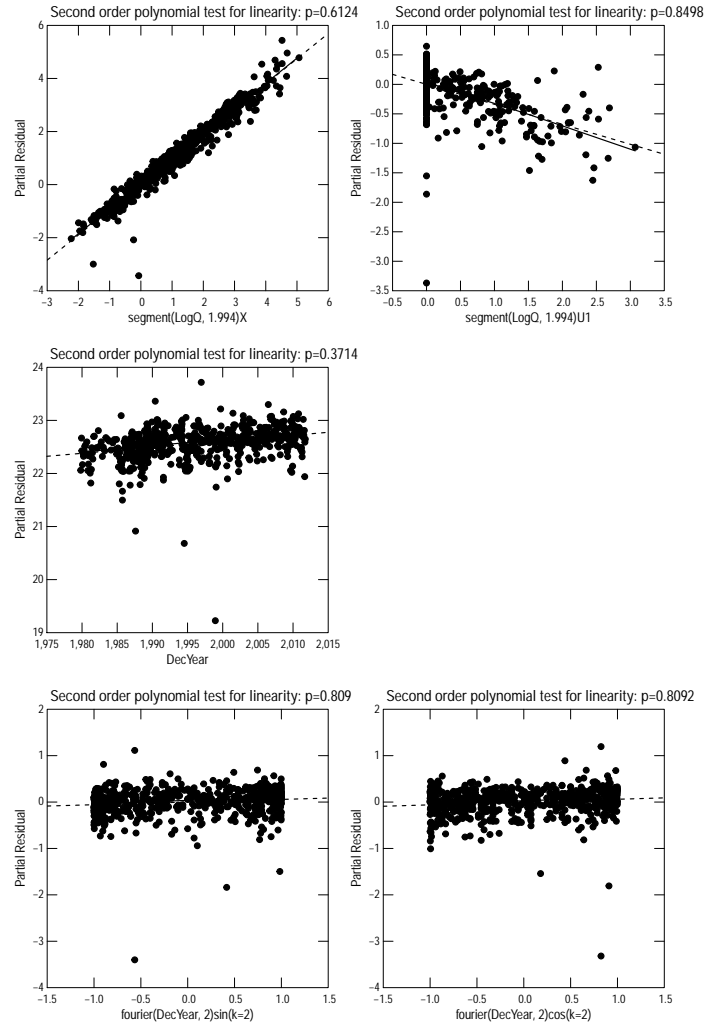 Second order polynomial test for linearity: p=0.6124
6
4
2
0
−2
−4
Partial Residual
−3 −2 −1 0 1 2 3 4 5 6
segment(LogQ, 1.994)X
Second order polynomial test for linearity: p=0.8498
1.0
0.5
0.0
−0.5
−1.0
−1.5
−2.0
−2.5
−3.0
−3.5
Partial Residual
−0.5 0.0 0.5 1.0 1.5 2.0 2.5 3.0 3.5
segment(LogQ, 1.994)U1
Second order polynomial test for linearity: p=0.3714
24
23
22
21
20
19
Partial Residual
1,975 1,980 1,985 1,990 1,995 2,000 2,005 2,010 2,015
DecYear
Second order polynomial test for linearity: p=0.809
2
1
0
−1
−2
−3
−4
Partial Residual
−1.5 −1.0 −0.5 0.0 0.5 1.0 1.5
fourier(DecYear, 2)sin(k=2)
Second order polynomial test for linearity: p=0.8092
2
1
0
−1
−2
−3
−4
Partial Residual
−1.5 −1.0 −0.5 0.0 0.5 1.0 1.5
fourier(DecYear, 2)cos(k=2)